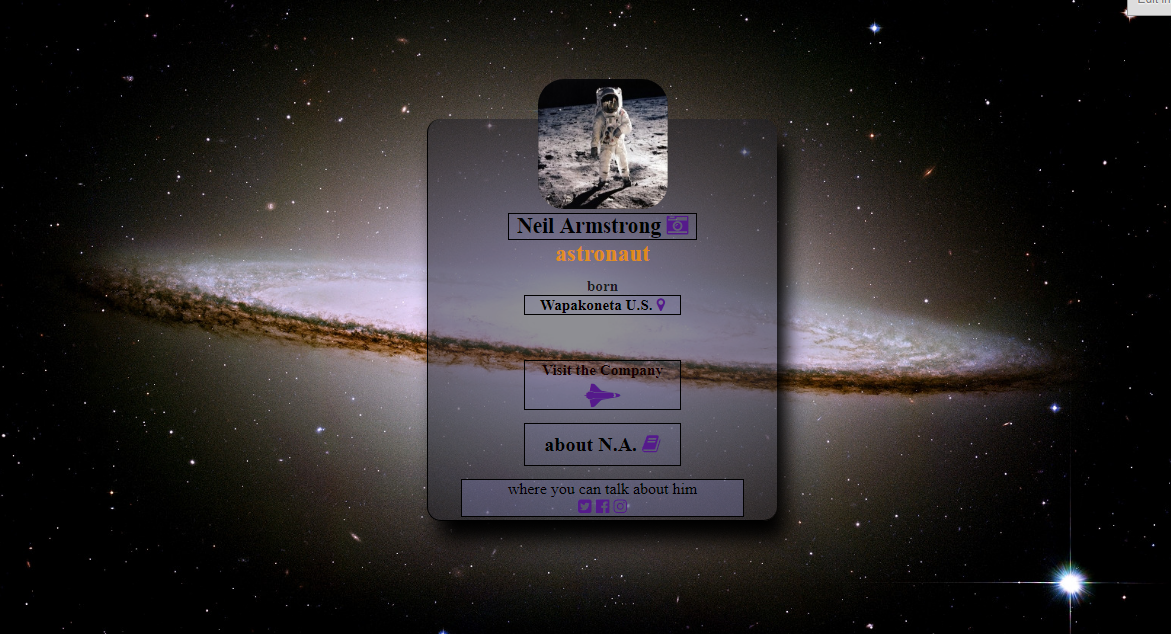 Neil Armstrong
astronaut
born
Wapakoneta U.S.
Visit the Company
about N.A.
where you can talk about him